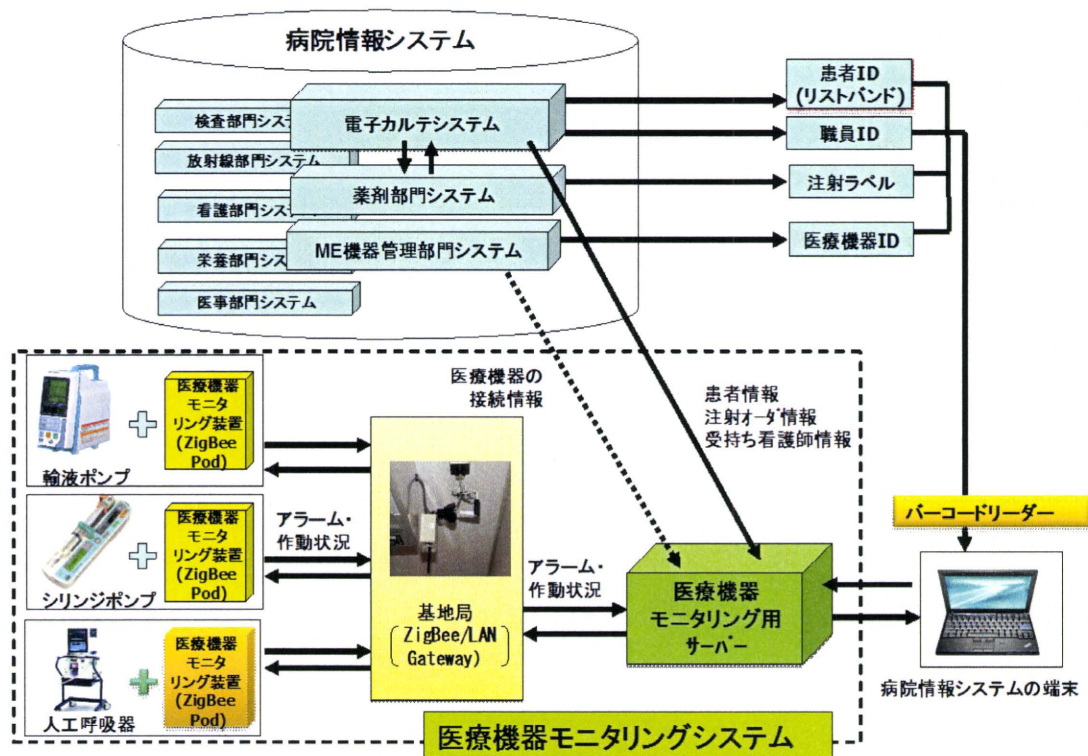 病院情報システム
検査部門システ
放射線部門システム
看護部門システム
栄養部門シス
医事部門システム
電子カルテシステム
薬剤部門システム
ME機器管理部門システム
患者ID
(リストバンド)
職員ID
注射ラベル
医療機器ID
医療機器の
接続情報
患者情報
注射オーダ情報
受持ち看護師情報
医療機器
モニタ
リング装置
(ZigBee
Pod)
輸液ポンプ
医療機器
モニタ
リング装置
(ZigBee
Pod)
シリンジポンプ
医療機器
モニタ
リング装置
(ZigBee
Pod)
人工呼吸器
アラーム・
作動状況
基地局
(ZigBee/LAN
Gateway)
アラーム・
作動状況
医療機器
モニタリング用
サーバー
バーコードリーダー
病院情報システムの端末
医療機器モニタリングシステム